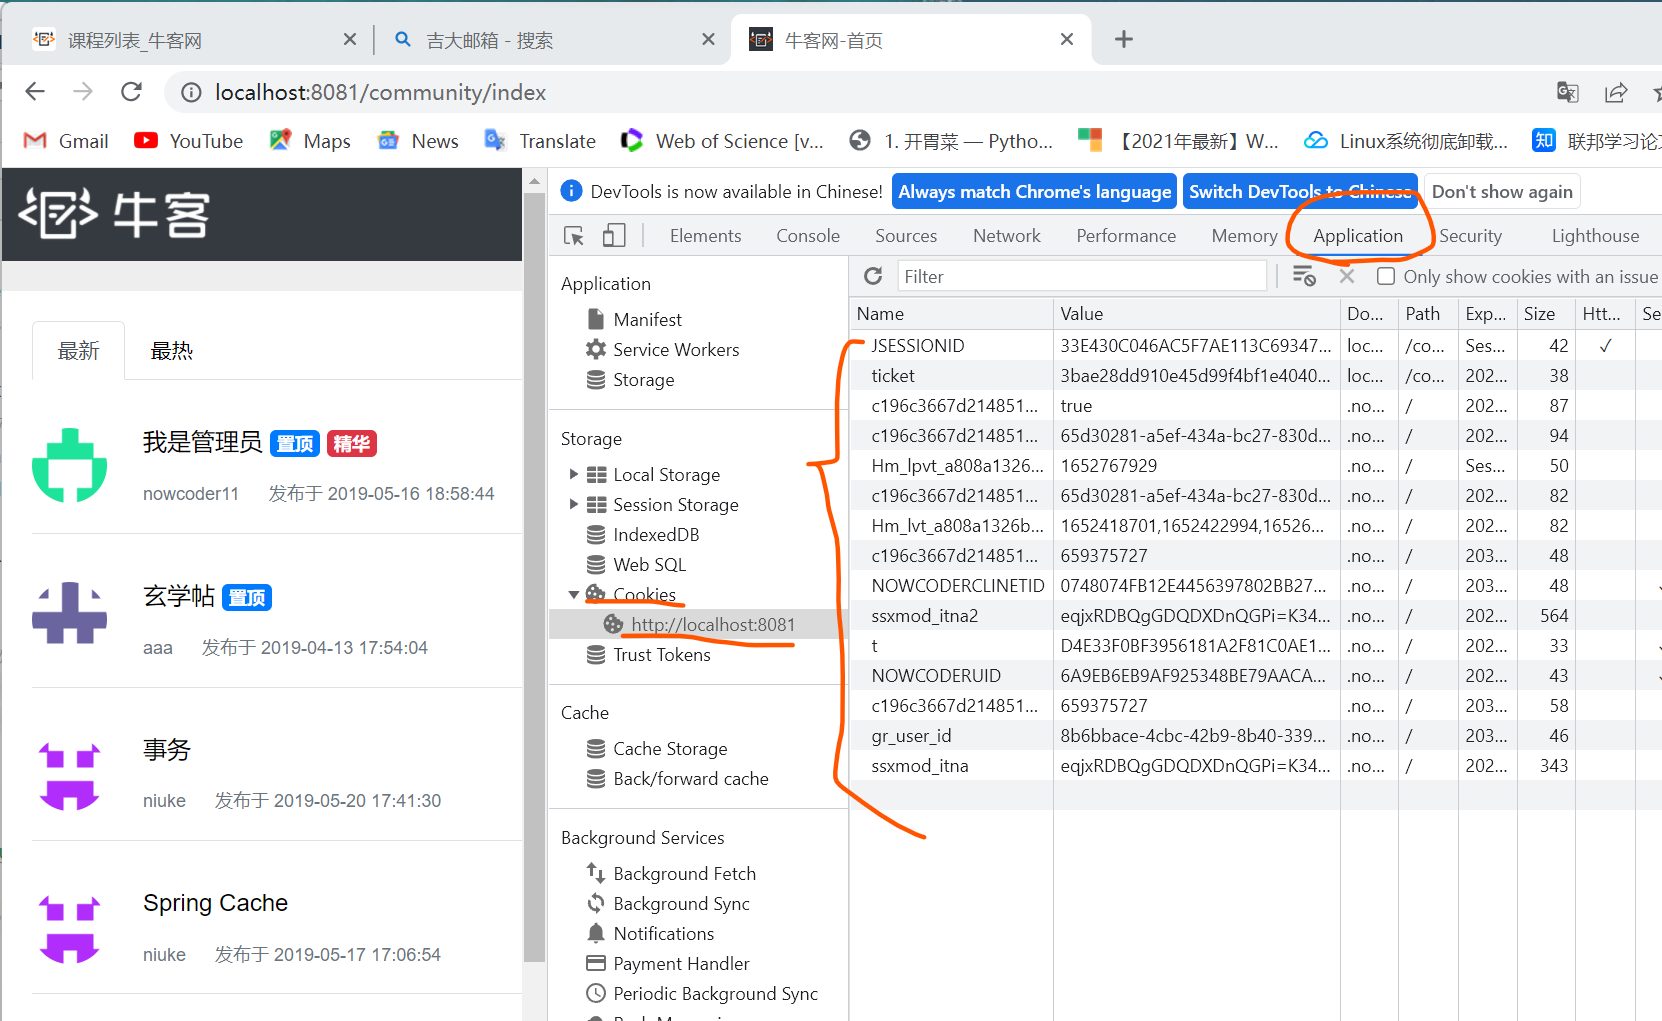 课程列表_牛客网
吉大邮箱 - 搜索
牛客网-首页
localhost:8081/community/index
Gmail YouTube Maps News Translate Web of Science [v... 1. 开胃菜 — Pytho... 【2021年最新】W... Linux系统彻底卸载... 知 联邦学习论文
牛客
最新 最热
我是管理员 置顶 精华
nowcoder11 发布于 2019-05-16 18:58:44
玄学帖 置顶
aaa 发布于 2019-04-13 17:54:04
事务
niuke 发布于 2019-05-20 17:41:30
Spring Cache
niuke 发布于 2019-05-17 17:06:54
DevTools is now available in Chinese! Always match Chrome's language Switch DevTools to Chinese Don't show again
Elements Console Sources Network Performance Memory Application Security Lighthouse
Application
Manifest
Service Workers
Storage
Storage
Local Storage
Session Storage
IndexedDB
Web SQL
Cookies
http://localhost:8081
Trust Tokens
Cache
Cache Storage
Back/forward cache
Background Services
Background Fetch
Background Sync
Notifications
Payment Handler
Periodic Background Sync
Filter Only show cookies with an issue
Name Value Do... Path Exp... Size Htt... Se
JSESSIONID 33E430C046AC5F7AE113C69347... loc... /co... Ses... 42 ✓
ticket 3bae28dd910e45d99f4bf1e4040... loc... /co... 202... 38
c196c3667d214851... true .no... / 202... 87
c196c3667d214851... 65d30281-a5ef-434a-bc27-830d... .no... / 202... 94
Hm_lpvt_a808a1326... 1652767929 .no... / Ses... 50
c196c3667d214851... 65d30281-a5ef-434a-bc27-830d... .no... / 202... 82
Hm_lvt_a808a1326b... 1652418701,1652422994,16526... .no... / 202... 82
c196c3667d214851... 659375727 .no... / 203... 48
NOWCODERCLINETID 0748074FB12E4456397802BB27... .no... / 203... 48
ssxmod_itna2 eqjxRDBQgGDQDXDnQGPi=K34... .no... / 202... 564
t D4E33F0BF3956181A2F81C0AE1... .no... / 202... 33
NOWCODERUID 6A9EB6EB9AF925348BE79AACA... .no... / 202... 43
c196c3667d214851... 659375727 .no... / 203... 58
gr_user_id 8b6bbace-4cbc-42b9-8b40-339... .no... / 203... 46
ssxmod_itna eqjxRDBQgGDQDXDnQGPi=K34... .no... / 202... 343